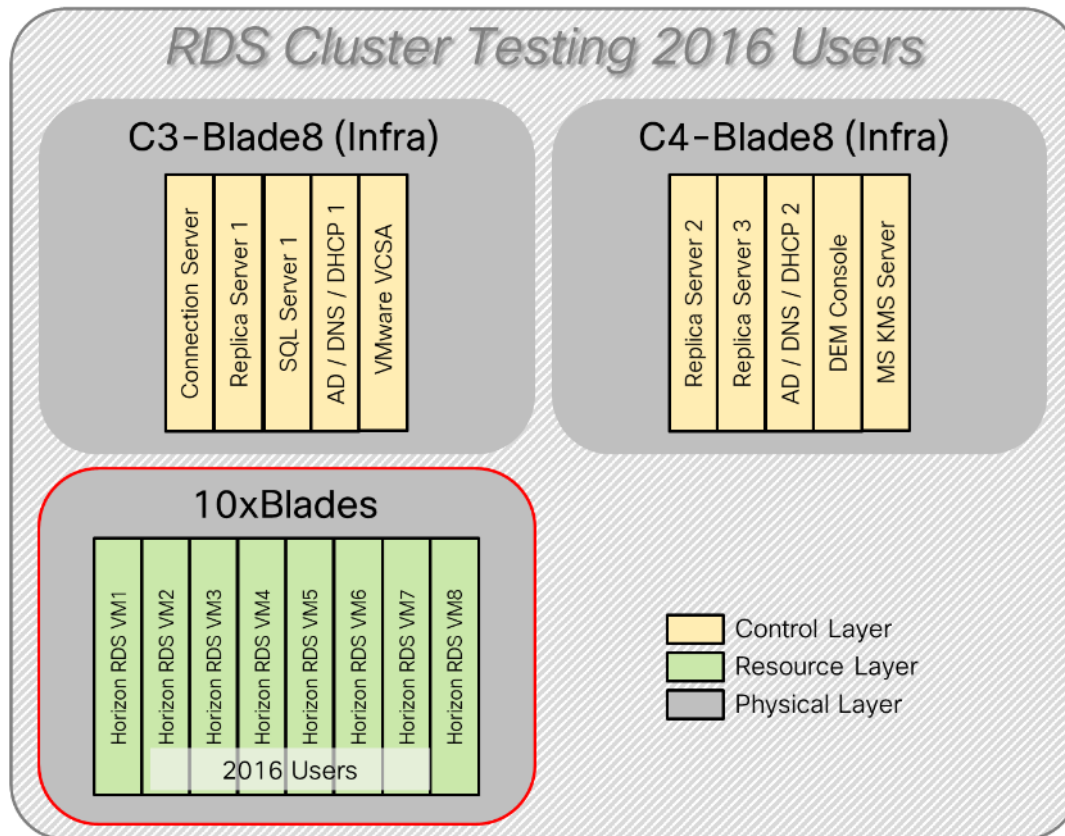 RDS Cluster Testing 2016 Users
C3-Blade8 (Infra)
Connection Server
Replica Server 1
SQL Server 1
AD / DNS / DHCP 1
VMware VCSA
C4-Blade8 (Infra)
Replica Server 2
Replica Server 3
AD / DNS / DHCP 2
DEM Console
MS KMS Server
10xBlades
Horizon RDS VM1
Horizon RDS VM2
Horizon RDS VM3
Horizon RDS VM4
Horizon RDS VM5
Horizon RDS VM6
Horizon RDS VM7
Horizon RDS VM8
2016 Users
Control Layer
Resource Layer
Physical Layer